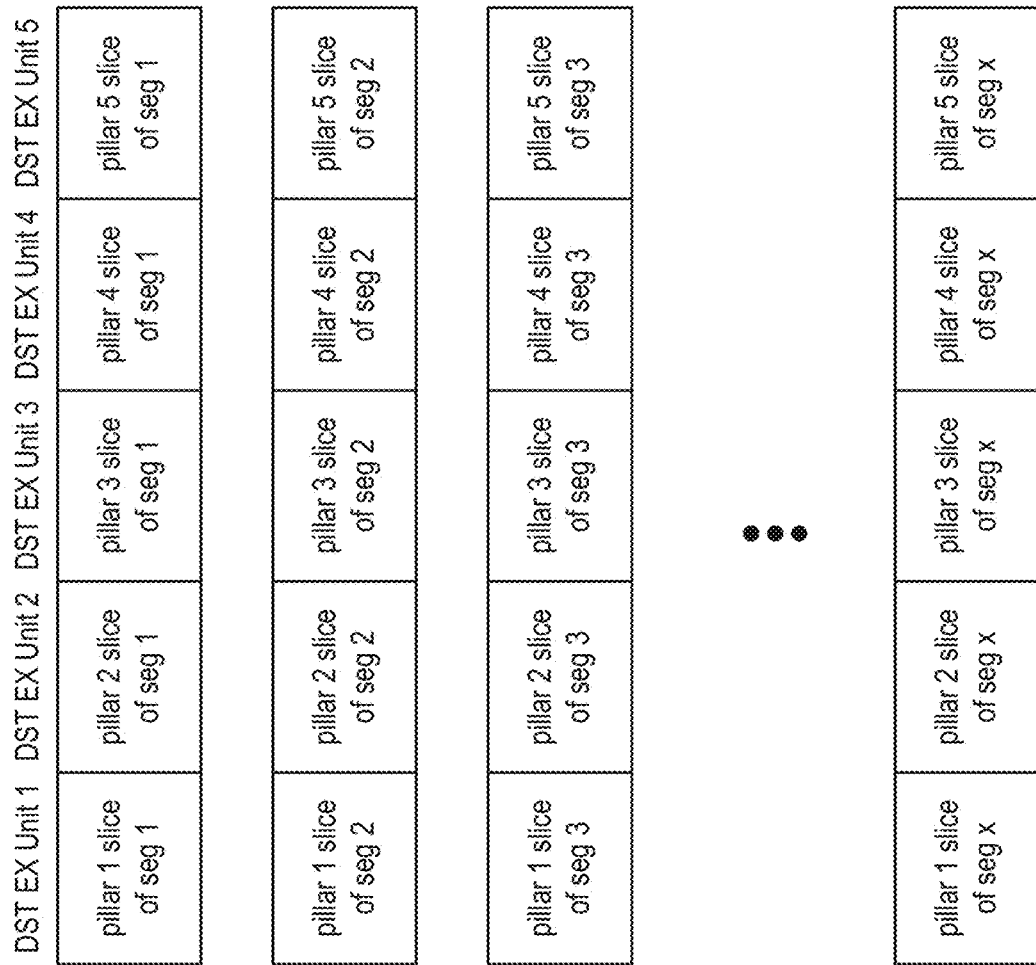 DST EX Unit 1 DST EX Unit 2 DST EX Unit 3 DST EX Unit 4 DST EX Unit 5
pillar 1 slice
of seg 1
pillar 2 slice
of seg 1
pillar 3 slice
of seg 1
pillar 4 slice
of seg 1
pillar 5 slice
of seg 1
pillar 1 slice
of seg 2
pillar 2 slice
of seg 2
pillar 3 slice
of seg 2
pillar 4 slice
of seg 2
pillar 5 slice
of seg 2
pillar 1 slice
of seg 3
pillar 2 slice
of seg 3
pillar 3 slice
of seg 3
pillar 4 slice
of seg 3
pillar 5 slice
of seg 3
pillar 1 slice
of seg x
pillar 2 slice
of seg x
pillar 3 slice
of seg x
pillar 4 slice
of seg x
pillar 5 slice
of seg x